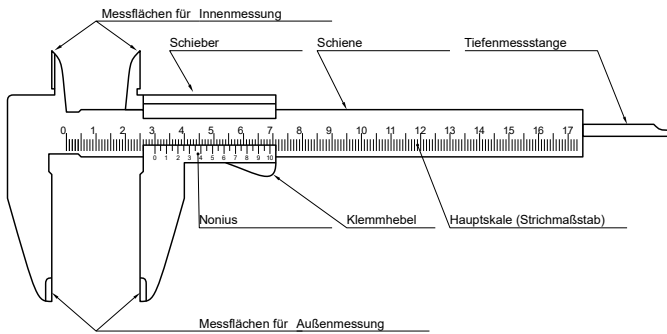 Messflächen für Innenmessung
Schieber Schiene Tiefenmessstange
0 1 2 3 4 5 6 7 8 9 10 11 12 13 14 15 16 17
0 1 2 3 4 5 6 7 8 9 10
Nonius Klemmhebel Hauptskale (Strichmaßstab)
Messflächen für Außenmessung